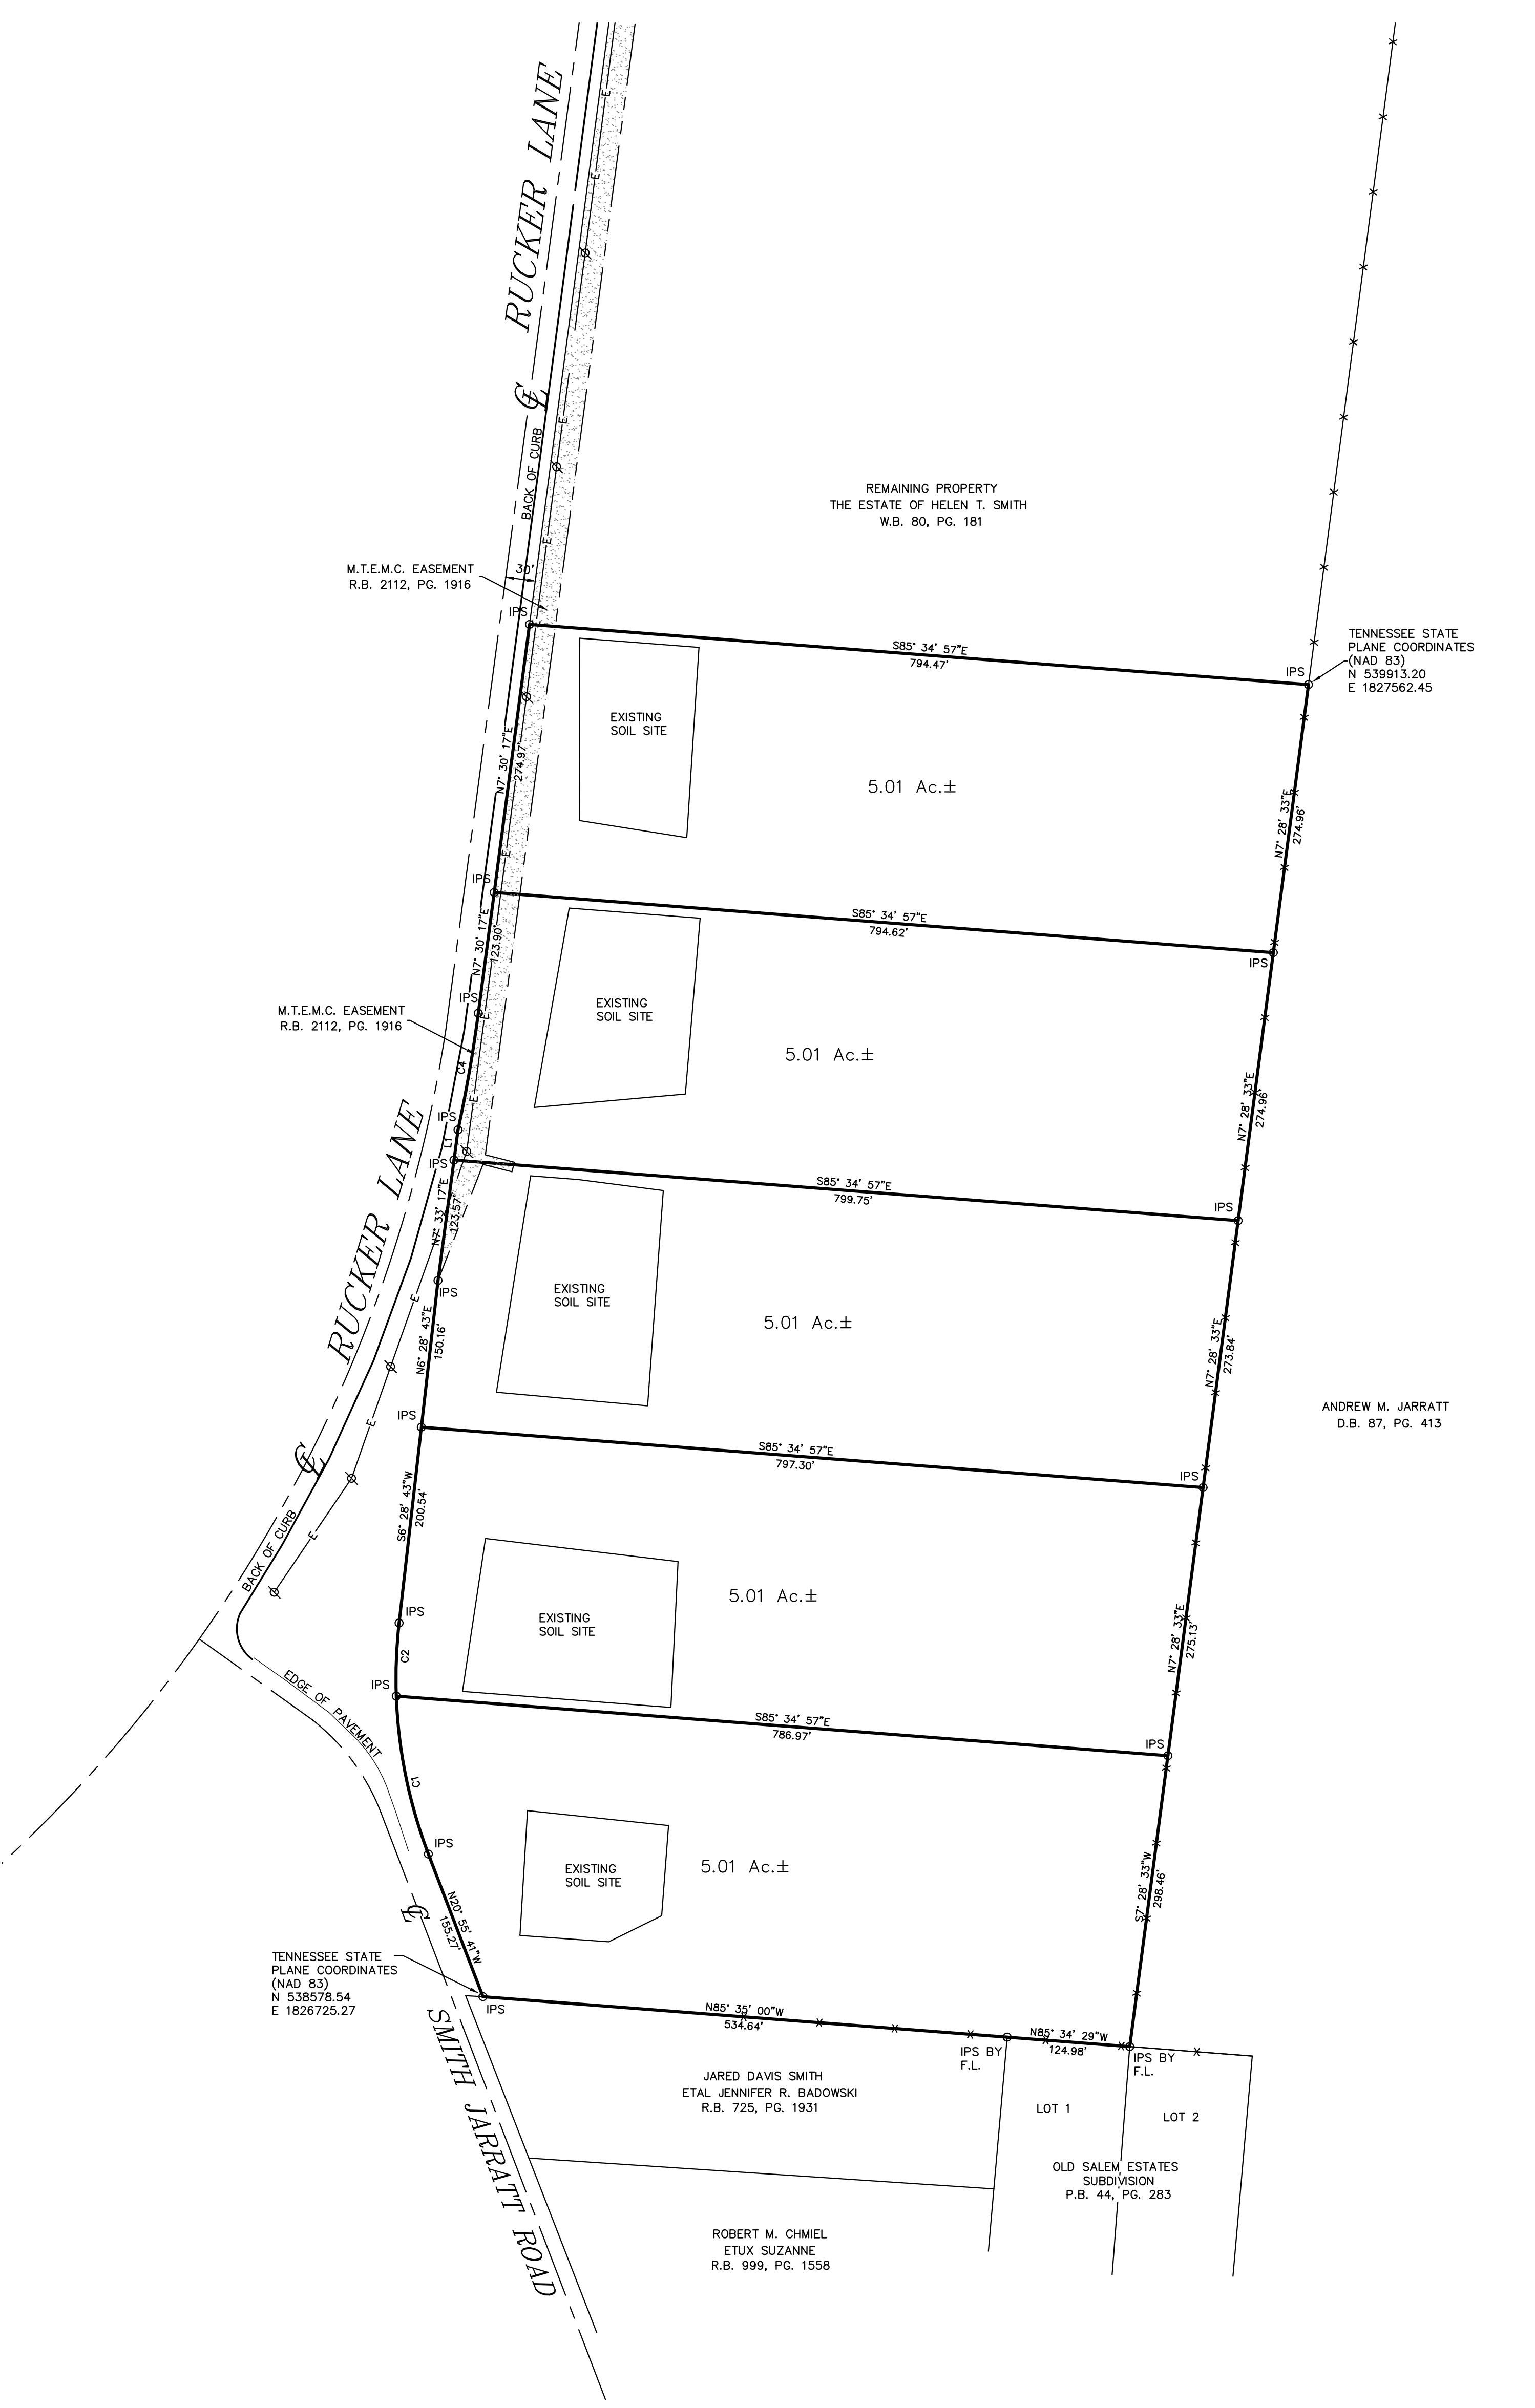 RUCKER LANE
E
E
℄
E
BACK OF CURB
E
REMAINING PROPERTY
THE ESTATE OF HELEN T. SMITH
W.B. 80, PG. 181
M.T.E.M.C. EASEMENT
R.B. 2112, PG. 1916
30'
IPS
S85° 34' 57"E
794.47'
IPS
TENNESSEE STATE
PLANE COORDINATES
(NAD 83)
N 539913.20
E 1827562.45
EXISTING
SOIL SITE
5.01 Ac.±
N7° 30' 17"E
274.97'
N7° 28' 33"E
274.96'
E
IPS
S85° 34' 57"E
794.62'
IPS
N7° 30' 17"E
123.90'
IPS
E
EXISTING
SOIL SITE
5.01 Ac.±
M.T.E.M.C. EASEMENT
R.B. 2112, PG. 1916
C4
E
N7° 28' 33"E
274.96'
IPS
L1
IPS
S85° 34' 57"E
799.75'
IPS
RUCKER LANE
N7° 33' 17"E
123.57'
IPS
E
EXISTING
SOIL SITE
5.01 Ac.±
N6° 28' 43"E
150.16'
N7° 28' 33"E
273.84'
ANDREW M. JARRATT
D.B. 87, PG. 413
IPS
E
S85° 34' 57"E
797.30'
IPS
℄
S6° 28' 43"W
200.54'
BACK OF CURB
E
IPS
EXISTING
SOIL SITE
5.01 Ac.±
N7° 28' 33"E
275.13'
C2
IPS
S85° 34' 57"E
786.97'
IPS
EDGE OF PAVEMENT
C1
IPS
EXISTING
SOIL SITE
5.01 Ac.±
S7° 28' 33"W
298.46'
℄
N20° 55' 41"W
155.27'
TENNESSEE STATE
PLANE COORDINATES
(NAD 83)
N 538578.54
E 1826725.27
IPS
N85° 35' 00"W
534.64'
N85° 34' 29"W
124.98'
IPS BY
F.L.
IPS BY
F.L.
SMITH JARRATT ROAD
JARED DAVIS SMITH
ETAL JENNIFER R. BADOWSKI
R.B. 725, PG. 1931
LOT 1
LOT 2
OLD SALEM ESTATES
SUBDIVISION
P.B. 44, PG. 283
ROBERT M. CHMIEL
ETUX SUZANNE
R.B. 999, PG. 1558